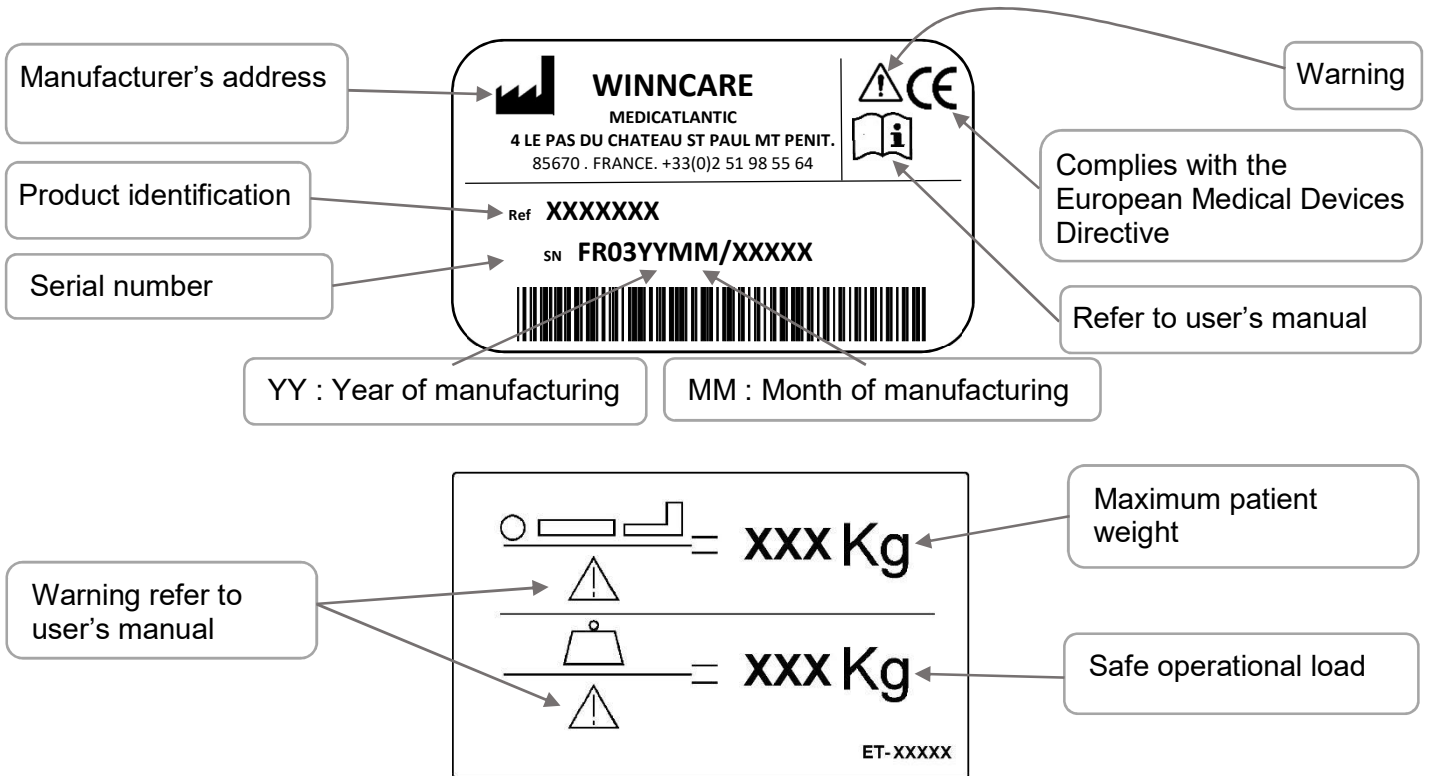 Manufacturer's address
WINNCARE
MEDICATLANTIC
4 LE PAS DU CHATEAU ST PAUL MT PENIT.
85670 . FRANCE. +33(0)2 51 98 55 64
CE
Warning
Complies with the
European Medical Devices
Directive
Product identification
Ref XXXXXXX
Serial number
SN FR03YYMM/XXXXX
Refer to user's manual
YY : Year of manufacturing
MM : Month of manufacturing
= XXX Kg
Maximum patient
weight
Warning refer to
user's manual
= XXX Kg
Safe operational load
ET-XXXXX